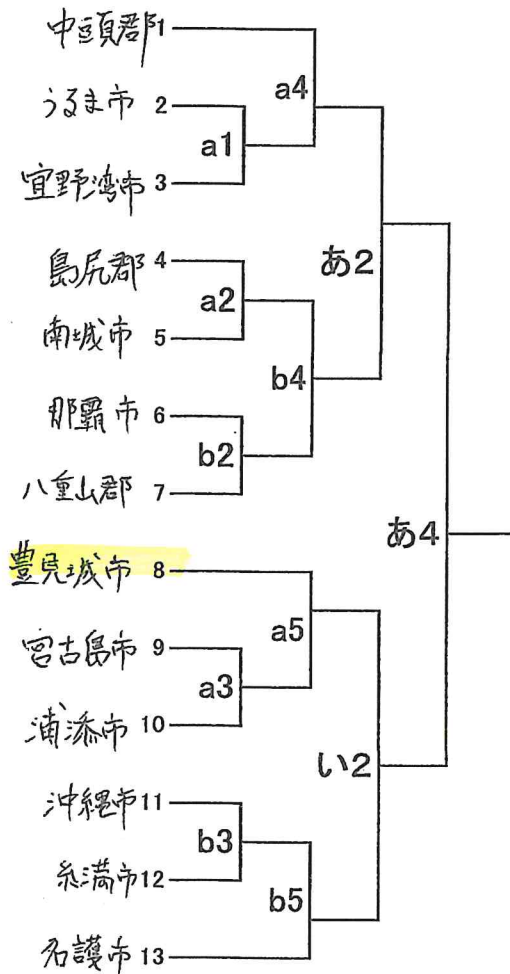 中頭郡 1
a4
うるま市 2
a1
宜野湾市 3
あ2
島尻郡 4
a2
南城市 5
b4
那覇市 6
b2
八重山郡 7
あ4
豊見城市 8
a5
宮古島市 9
a3
浦添市 10
い2
沖縄市 11
b3
糸満市 12
b5
名護市 13